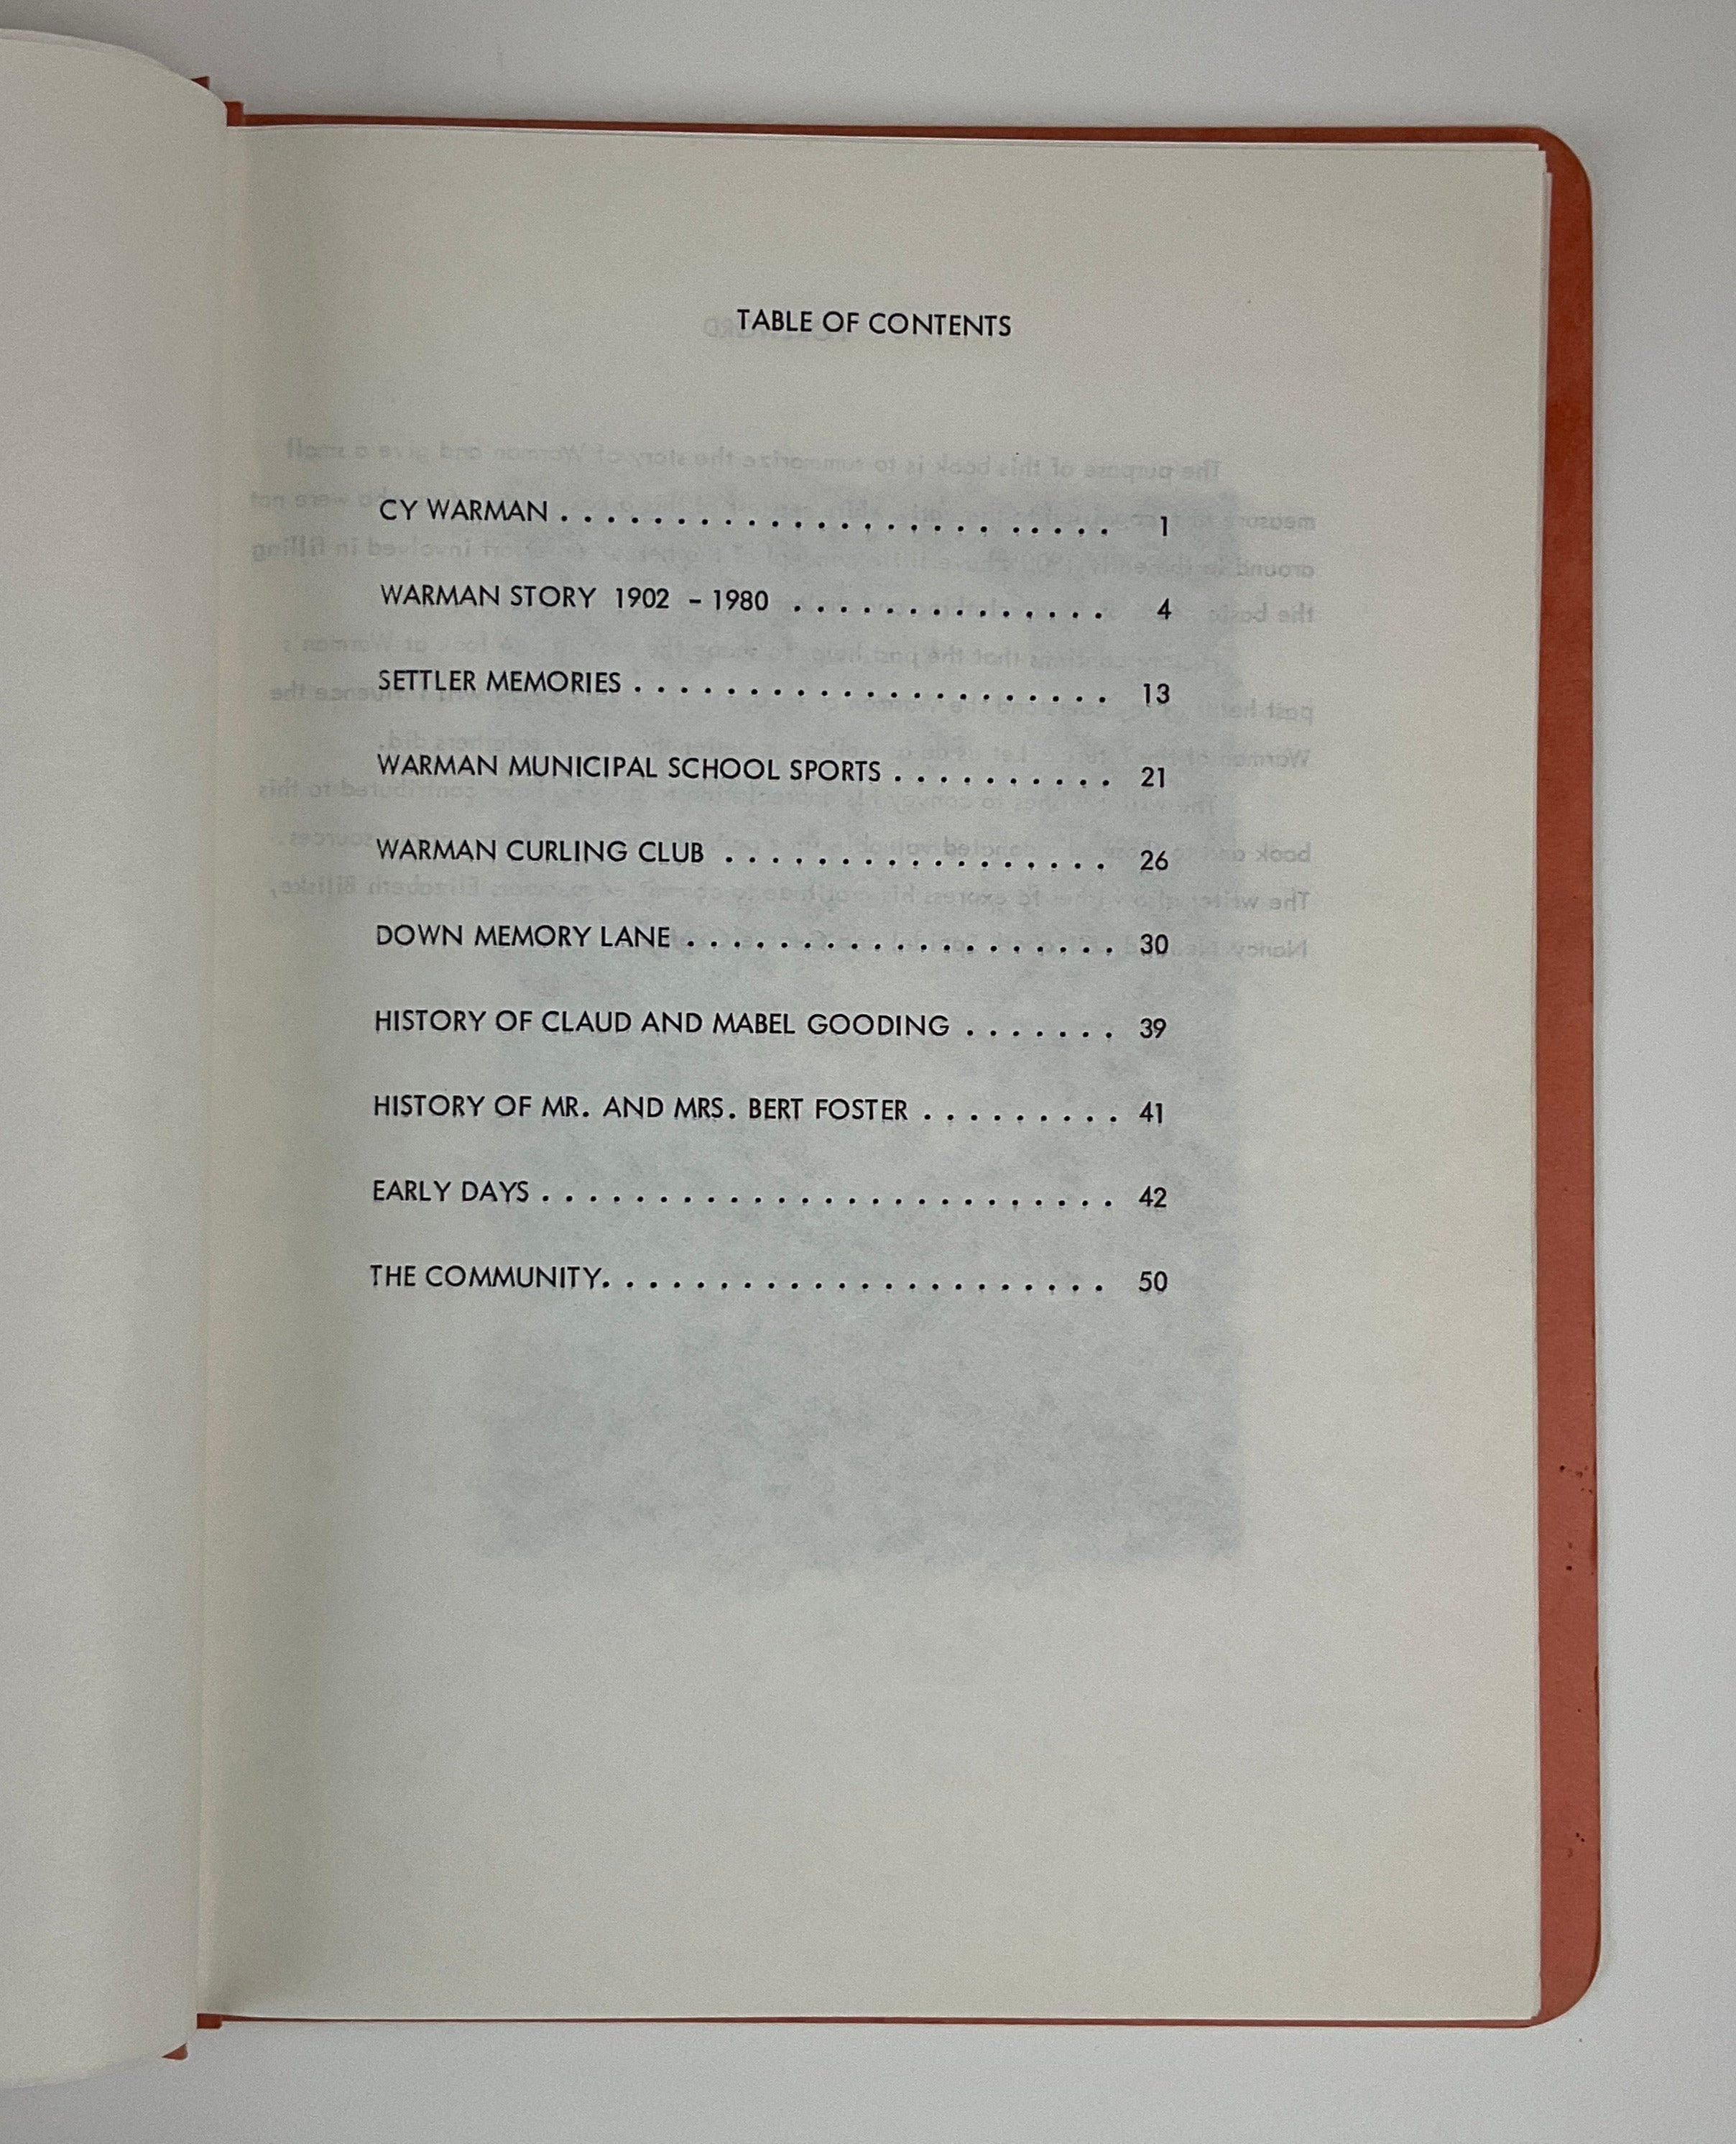 TABLE OF CONTENTS
CY WARMAN . . . . . . . . . . . . . . . . . . . . . . . . 1
WARMAN STORY 1902 - 1980 . . . . . . . . . . . . . . 4
SETTLER MEMORIES . . . . . . . . . . . . . . . . . . . . . 13
WARMAN MUNICIPAL SCHOOL SPORTS . . . . . . . . . . 21
WARMAN CURLING CLUB . . . . . . . . . . . . . . . . . 26
DOWN MEMORY LANE . . . . . . . . . . . . . . . . . . . 30
HISTORY OF CLAUD AND MABEL GOODING . . . . . . . 39
HISTORY OF MR. AND MRS. BERT FOSTER . . . . . . . . . 41
EARLY DAYS . . . . . . . . . . . . . . . . . . . . . . . . . 42
THE COMMUNITY. . . . . . . . . . . . . . . . . . . . . . 50